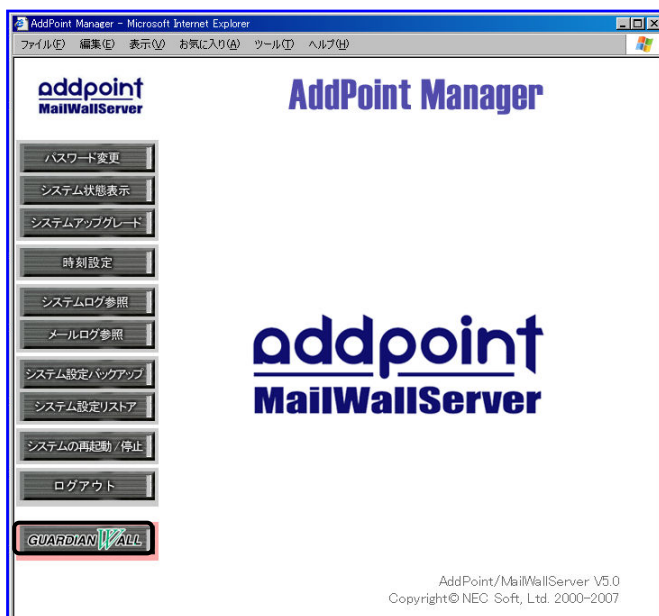 AddPoint Manager - Microsoft Internet Explorer
ファイル(F) 編集(E) 表示(V) お気に入り(A) ツール(T) ヘルプ(H)
addpoint
MailWallServer
AddPoint Manager
パスワード変更
システム状態表示
システムアップグレード
時刻設定
システムログ参照
メールログ参照
システム設定バックアップ
システム設定リストア
システムの再起動/停止
ログアウト
GUARDIAN WALL
addpoint
MailWallServer
AddPoint/MailWallServer V5.0
Copyright© NEC Soft, Ltd. 2000-2007